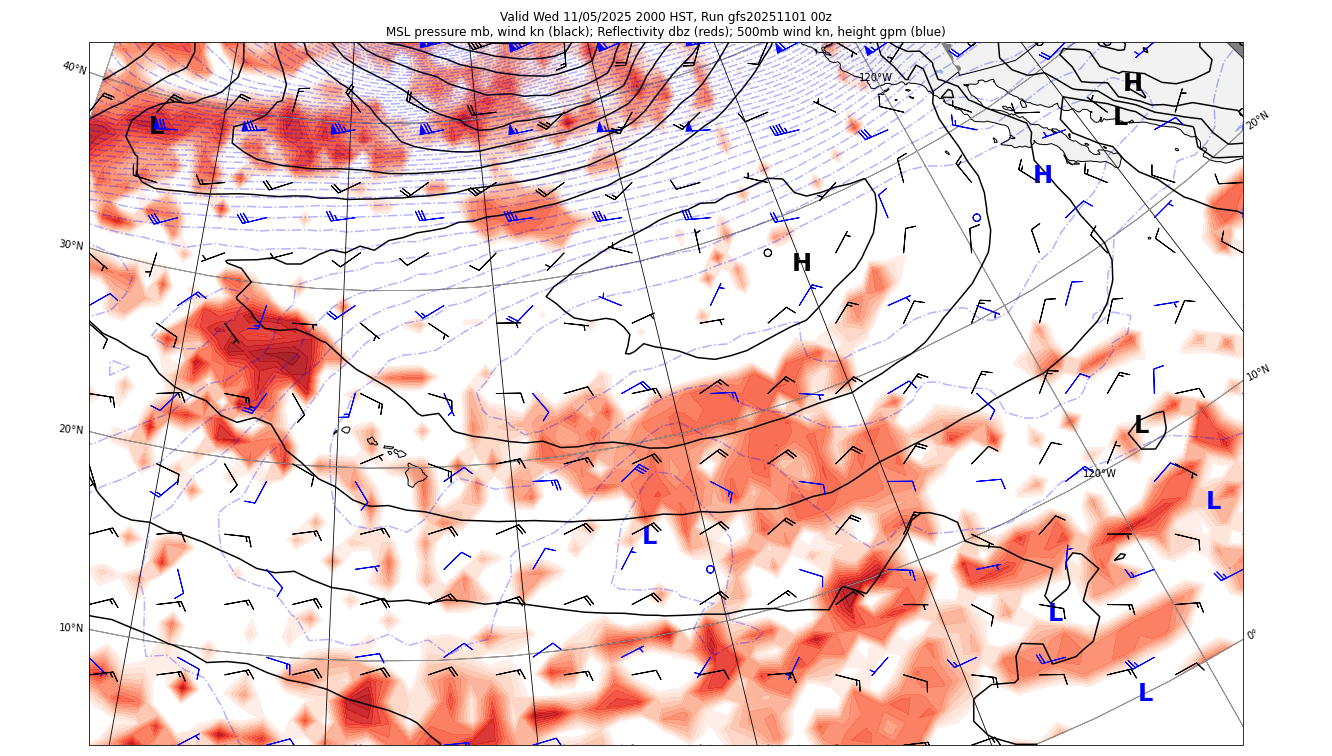 Valid Wed 11/05/2025 2000 HST, Run gfs20251101 00z
MSL pressure mb, wind kn (black); Reflectivity dbz (reds); 500mb wind kn, height gpm (blue)
40°N
120°W
H
L
20°N
L
H
30°N
H
10°N
20°N
L
120°W
L
L
10°N
L
0°
L